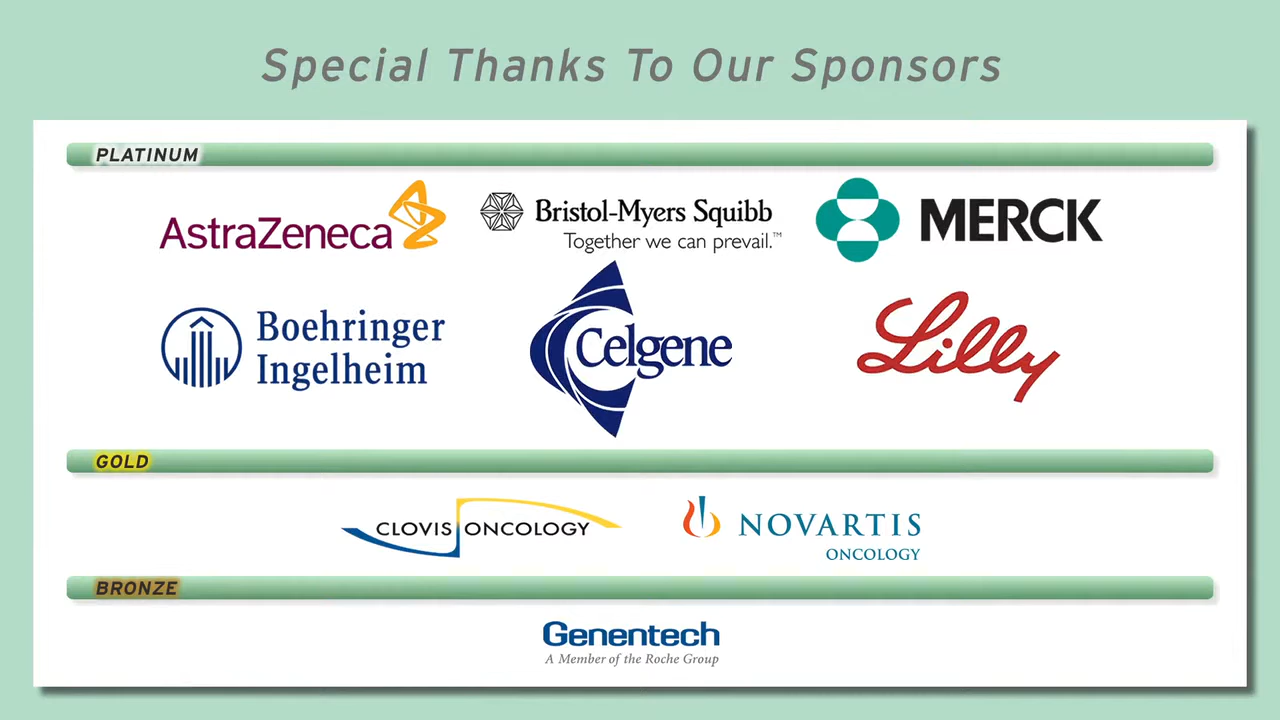 Special Thanks To Our Sponsors
PLATINUM
AstraZeneca
Bristol-Myers Squibb
Together we can prevail.™
MERCK
Boehringer
Ingelheim
Celgene
Lilly
GOLD
CLOVIS ONCOLOGY
NOVARTIS
ONCOLOGY
BRONZE
Genentech
A Member of the Roche Group